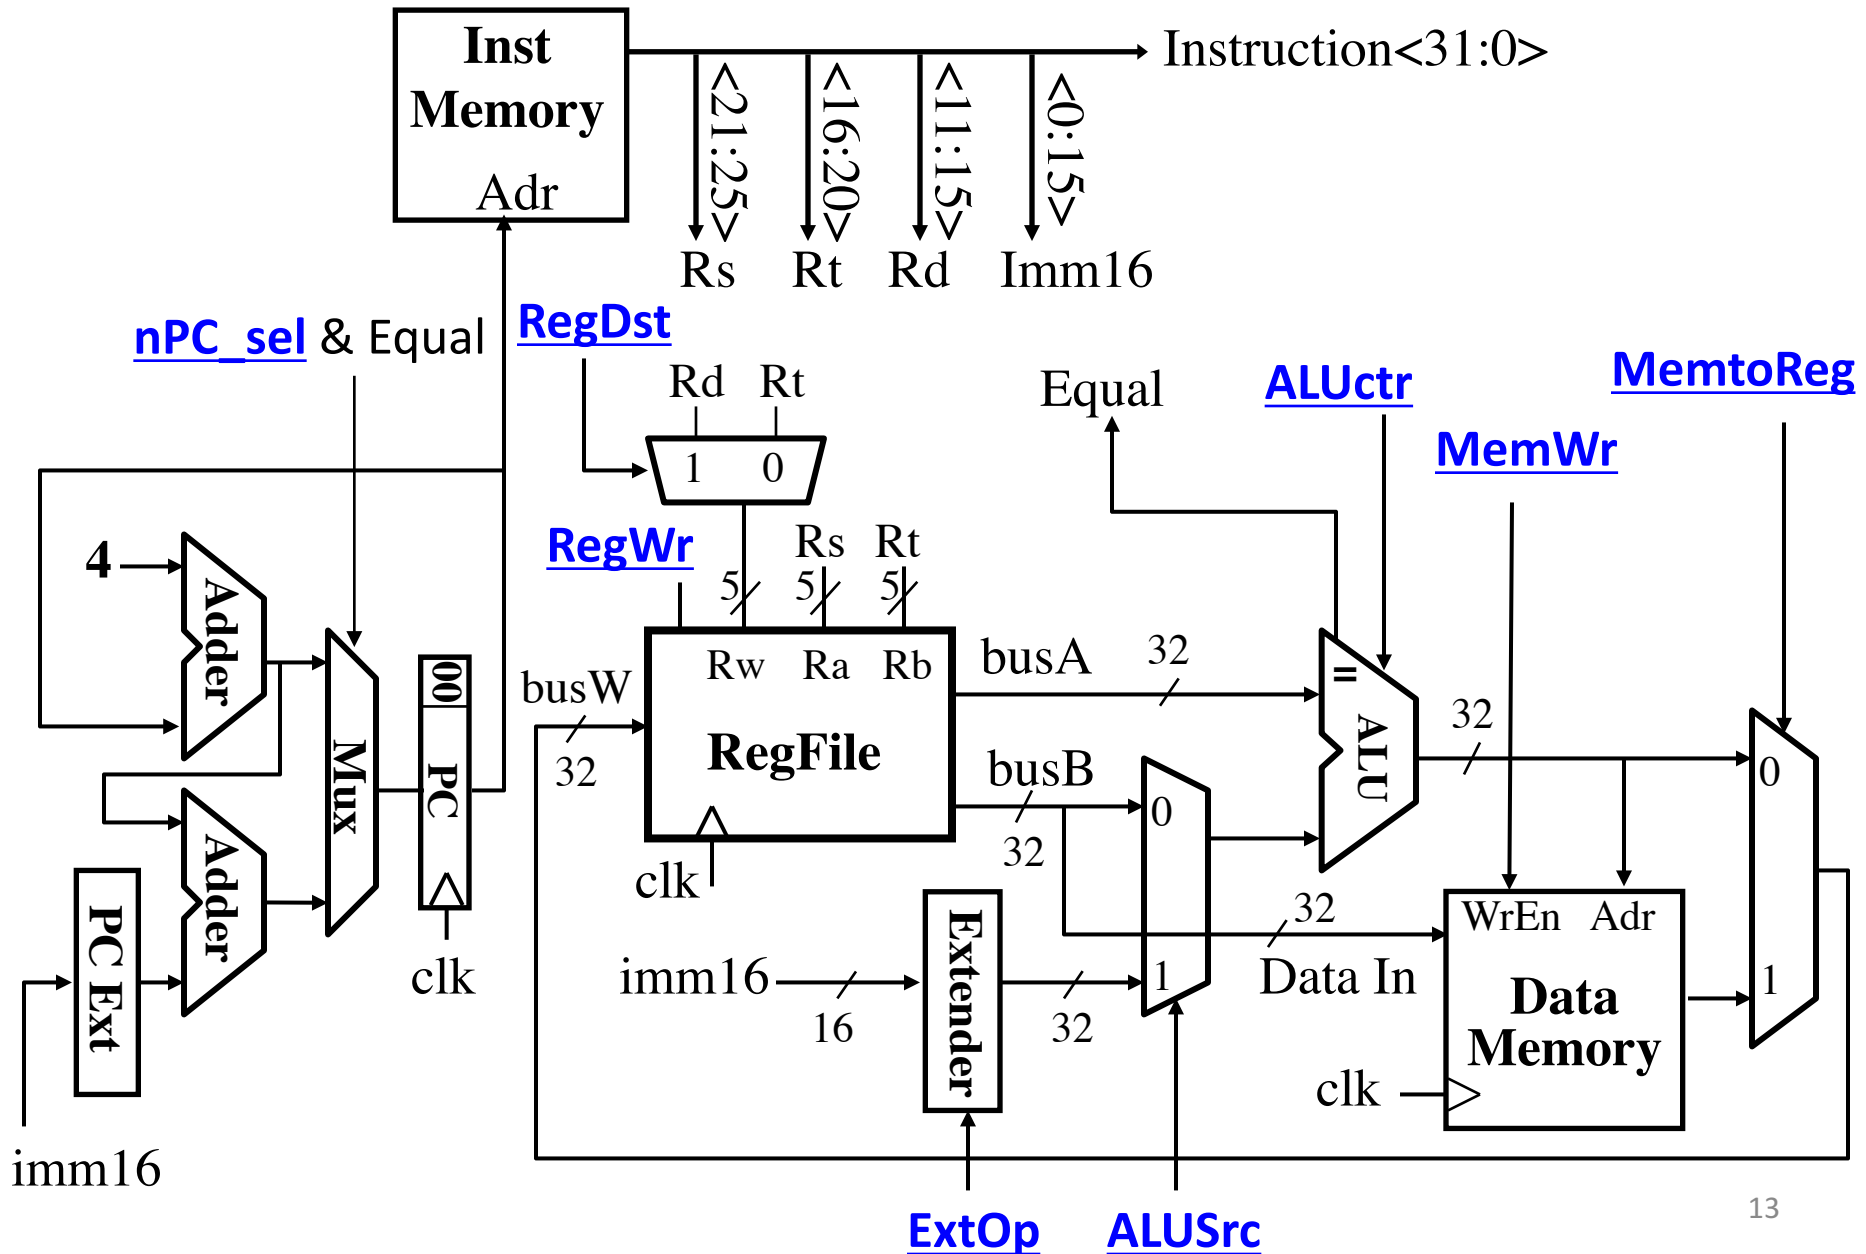 Inst
Memory
Adr
Instruction<31:0>
<21:25>
<16:20>
<11:15>
<0:15>
Rs
Rt
Rd
Imm16
nPC_sel & Equal
RegDst
Rd
Rt
1
0
Equal
ALUctr
MemtoReg
MemWr
4
Adder
RegWr
5
Rs
5
Rt
5
busW
32
Rw
Ra
Rb
RegFile
clk
busA
32
busB
32
=
ALU
32
Mux
00
PC
clk
Adder
PC Ext
imm16
imm16
16
Extender
32
0
1
32
Data In
WrEn
Adr
Data
Memory
clk
0
1
ExtOp
ALUSrc
13